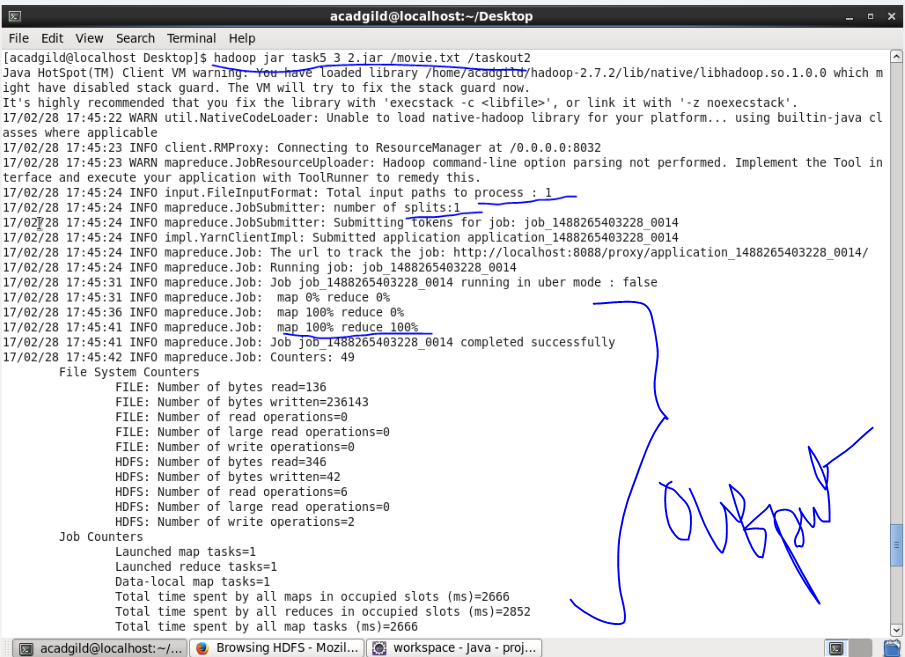 acadgild@localhost:~/Desktop
File Edit View Search Terminal Help
[acadgild@localhost Desktop]$ hadoop jar task5_3_2.jar /movie.txt /taskout2
Java HotSpot(TM) Client VM warning: You have loaded library /home/acadgild/hadoop-2.7.2/lib/native/libhadoop.so.1.0.0 which m
ight have disabled stack guard. The VM will try to fix the stack guard now.
It's highly recommended that you fix the library with 'execstack -c <libfile>', or link it with '-z noexecstack'.
17/02/28 17:45:22 WARN util.NativeCodeLoader: Unable to load native-hadoop library for your platform... using builtin-java cl
asses where applicable
17/02/28 17:45:23 INFO client.RMProxy: Connecting to ResourceManager at /0.0.0.0:8032
17/02/28 17:45:23 WARN mapreduce.JobResourceUploader: Hadoop command-line option parsing not performed. Implement the Tool in
terface and execute your application with ToolRunner to remedy this.
17/02/28 17:45:24 INFO input.FileInputFormat: Total input paths to process : 1
17/02/28 17:45:24 INFO mapreduce.JobSubmitter: number of splits:1
17/02/28 17:45:24 INFO mapreduce.JobSubmitter: Submitting tokens for job: job_1488265403228_0014
17/02/28 17:45:24 INFO impl.YarnClientImpl: Submitted application application_1488265403228_0014
17/02/28 17:45:24 INFO mapreduce.Job: The url to track the job: http://localhost:8088/proxy/application_1488265403228_0014/
17/02/28 17:45:24 INFO mapreduce.Job: Running job: job_1488265403228_0014
17/02/28 17:45:31 INFO mapreduce.Job: Job job_1488265403228_0014 running in uber mode : false
17/02/28 17:45:31 INFO mapreduce.Job:  map 0% reduce 0%
17/02/28 17:45:36 INFO mapreduce.Job:  map 100% reduce 0%
17/02/28 17:45:41 INFO mapreduce.Job:  map 100% reduce 100%
17/02/28 17:45:41 INFO mapreduce.Job: Job job_1488265403228_0014 completed successfully
17/02/28 17:45:42 INFO mapreduce.Job: Counters: 49
File System Counters
FILE: Number of bytes read=136
FILE: Number of bytes written=236143
FILE: Number of read operations=0
FILE: Number of large read operations=0
FILE: Number of write operations=0
HDFS: Number of bytes read=346
HDFS: Number of bytes written=42
HDFS: Number of read operations=6
HDFS: Number of large read operations=0
HDFS: Number of write operations=2
Job Counters
Launched map tasks=1
Launched reduce tasks=1
Data-local map tasks=1
Total time spent by all maps in occupied slots (ms)=2666
Total time spent by all reduces in occupied slots (ms)=2852
Total time spent by all map tasks (ms)=2666
Output
acadgild@localhost:~/... Browsing HDFS - Mozil... workspace - Java - proj...